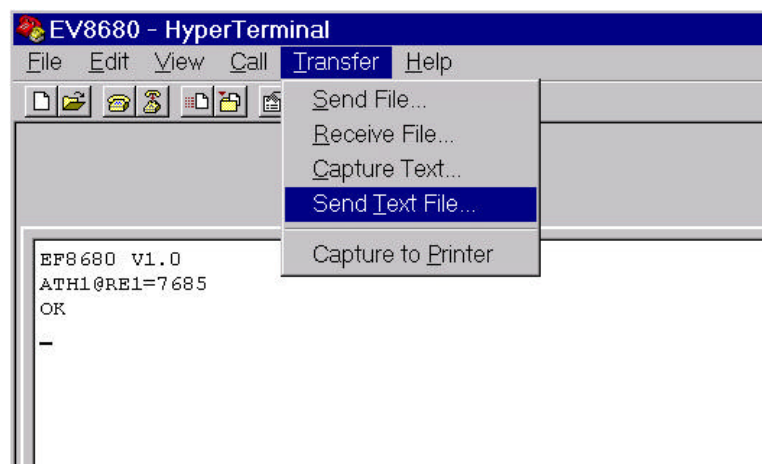 EV8680 - HyperTerminal
File Edit View Call Transfer Help
Send File...
Receive File...
Capture Text...
Send Text File...
Capture to Printer
EF8680 V1.0
ATH1@RE1=7685
OK